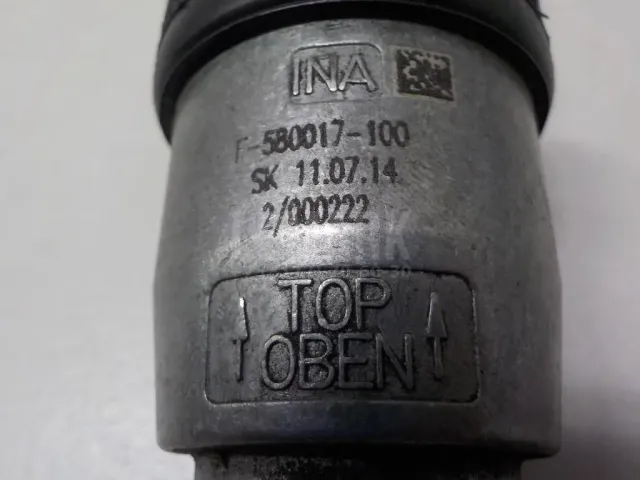 INA
F-580017-100
SK 11.07.14
2/000222
TOP
OBEN